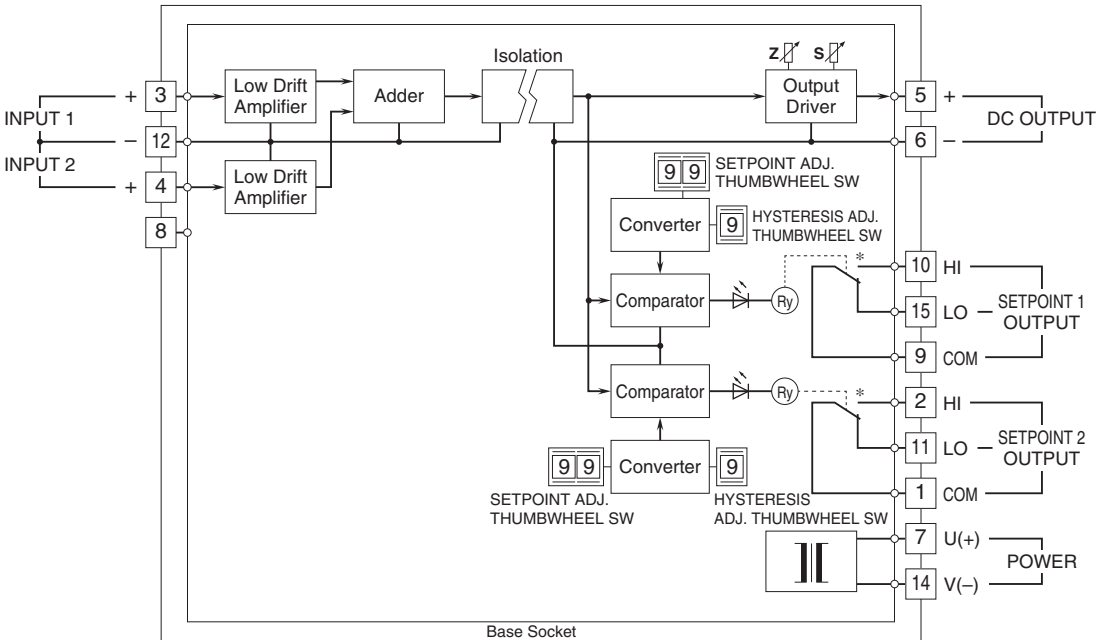 Isolation
Z S
INPUT 1
+ 3
Low Drift
Amplifier
Adder
Output
Driver
5 +
DC OUTPUT
– 12
6 –
INPUT 2
+ 4
Low Drift
Amplifier
8
9 9
SETPOINT ADJ.
THUMBWHEEL SW
Converter
9
HYSTERESIS ADJ.
THUMBWHEEL SW
Comparator
Ry
*
10 HI
15 LO
9 COM
SETPOINT 1
OUTPUT
Comparator
Ry
*
2 HI
11 LO
1 COM
SETPOINT 2
OUTPUT
9 9
Converter
9
SETPOINT ADJ.
THUMBWHEEL SW
HYSTERESIS
ADJ. THUMBWHEEL SW
7 U(+)
14 V(–)
POWER
Base Socket